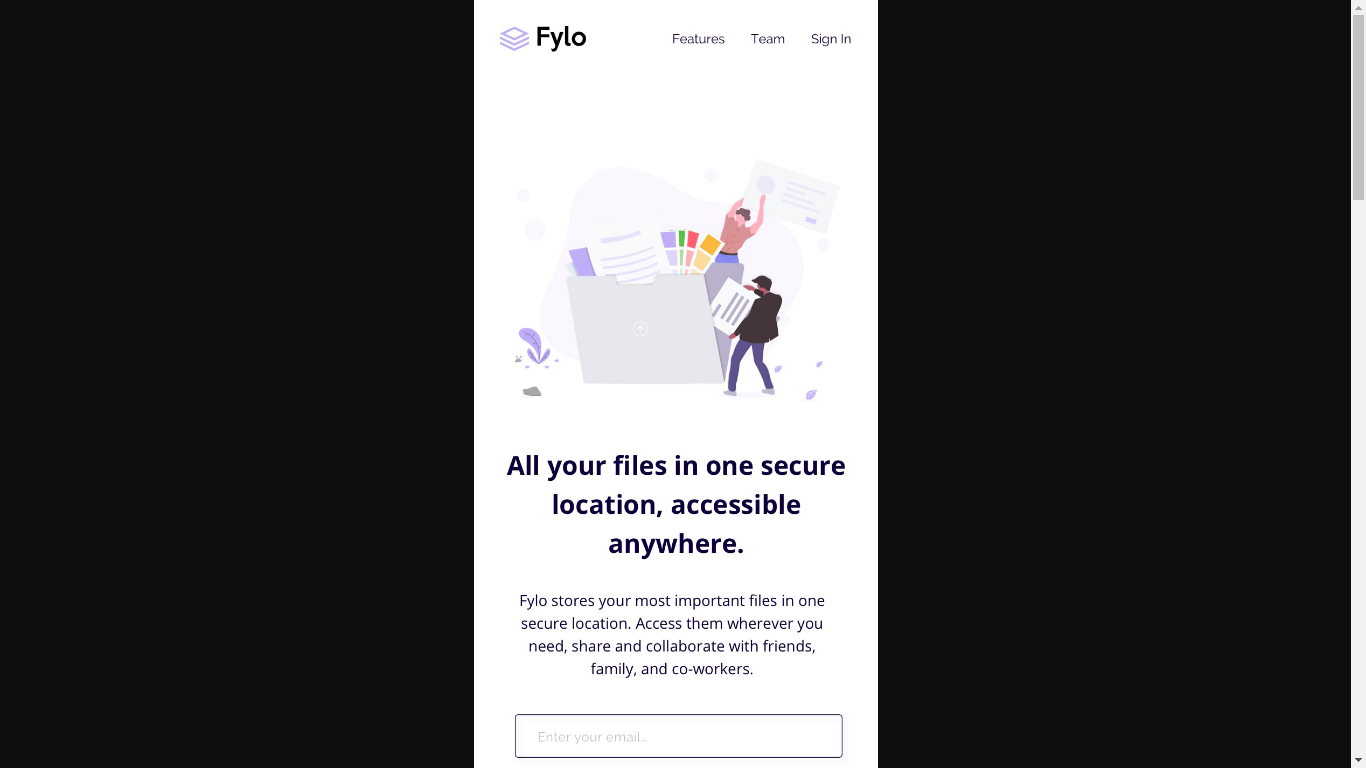 Fylo
Features
Team
Sign In
All your files in one secure
location, accessible
anywhere.
Fylo stores your most important files in one
secure location. Access them wherever you
need, share and collaborate with friends,
family, and co-workers.
Enter your email...